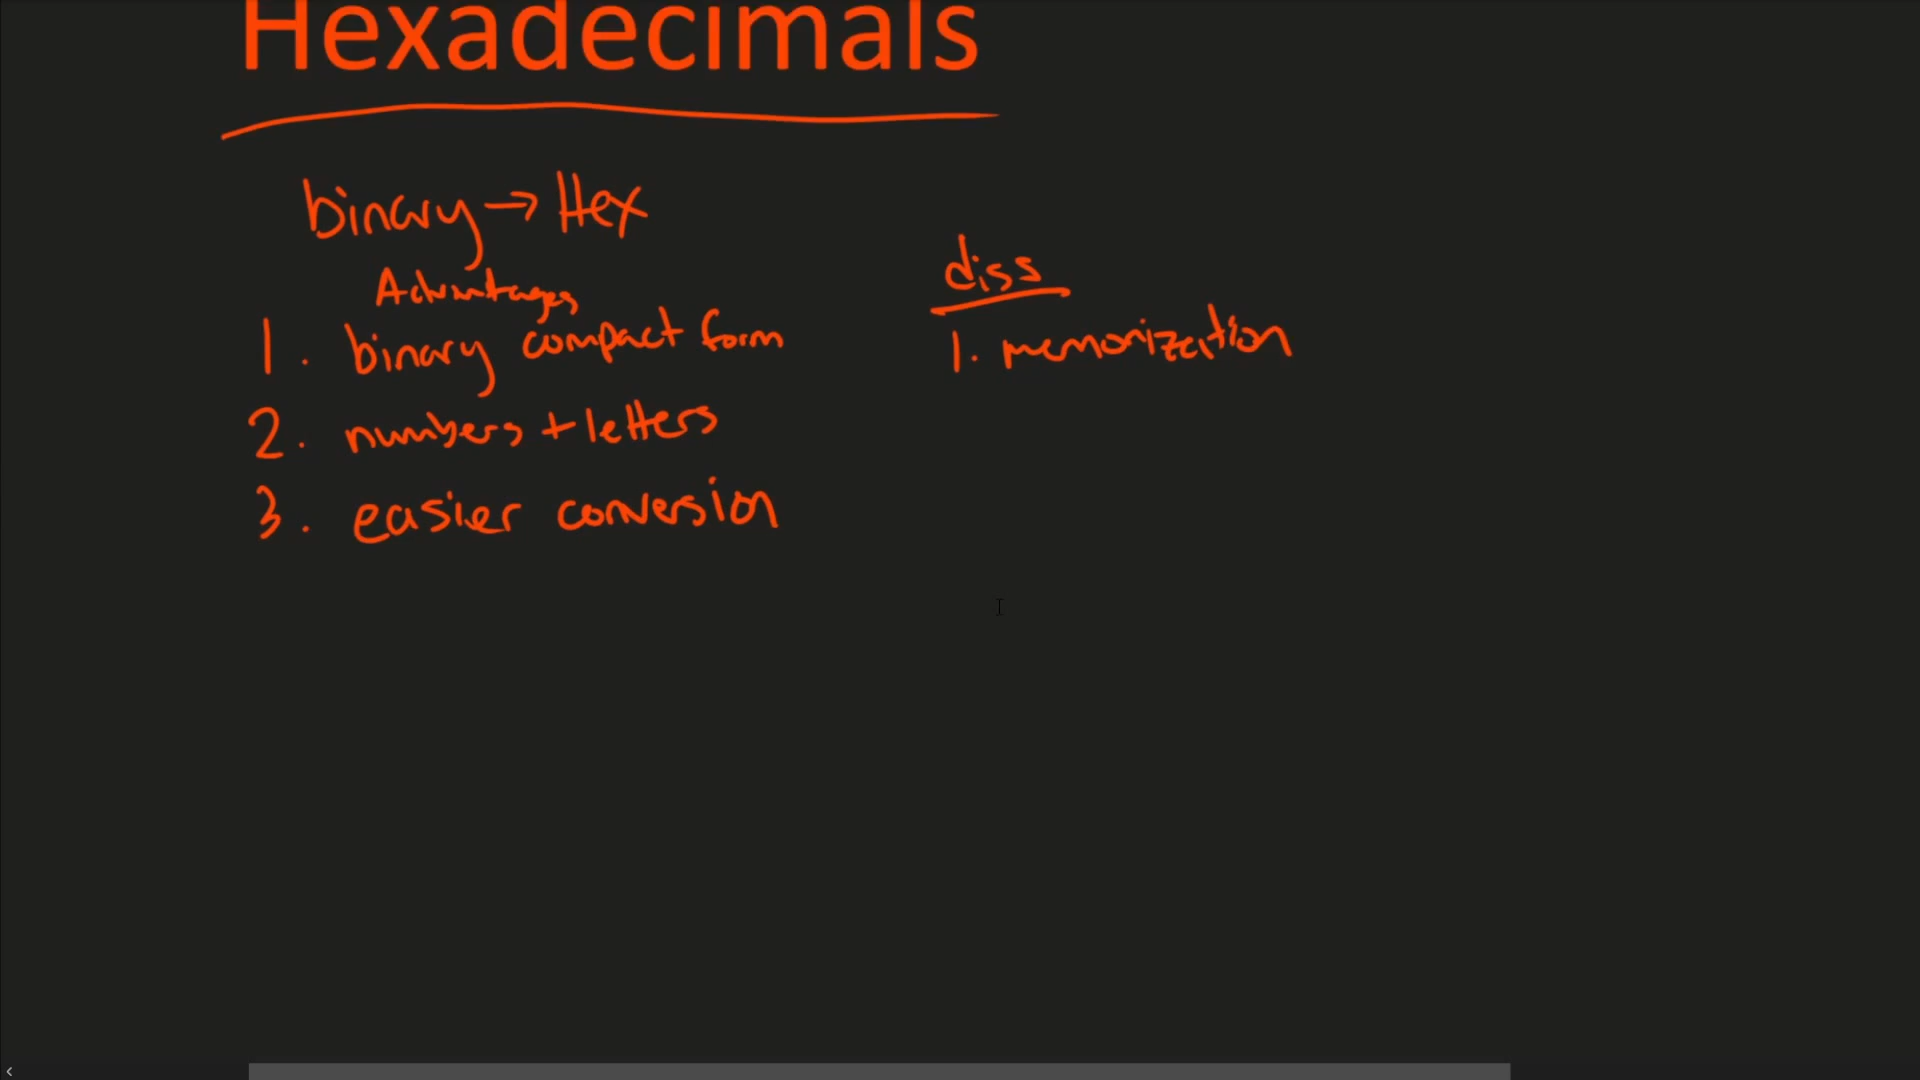 Hexadecimals
binary → Hex
Advantages
1. binary compact form
2. numbers + letters
3. easier conversion
diss
1. memorization